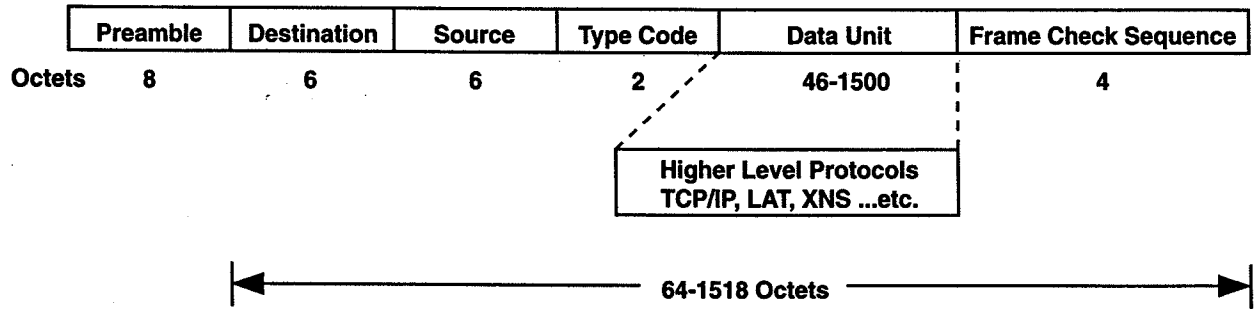 Preamble Destination Source Type Code Data Unit Frame Check Sequence
Octets 8 6 6 2 46-1500 4
Higher Level Protocols
TCP/IP, LAT, XNS ...etc.
64-1518 Octets